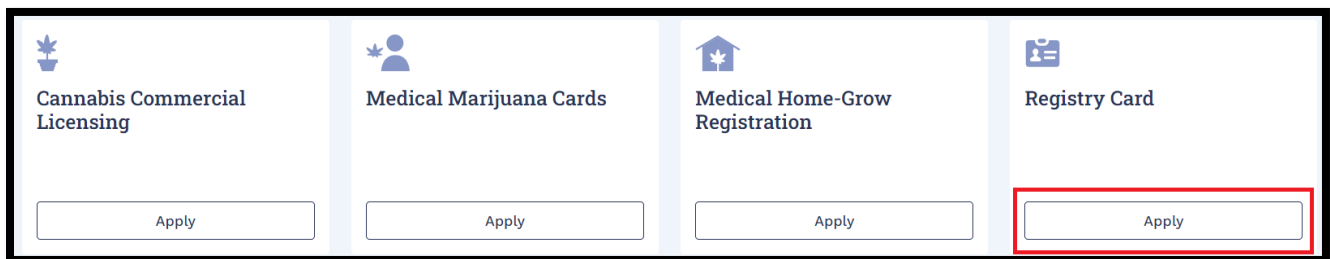 Cannabis Commercial
Licensing
Apply
Medical Marijuana Cards
Apply
Medical Home-Grow
Registration
Apply
Registry Card
Apply